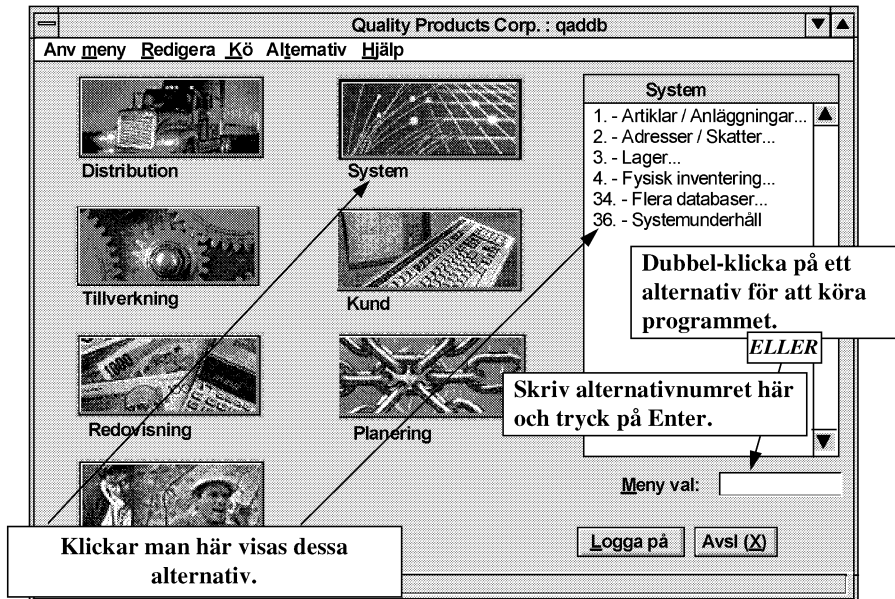 Quality Products Corp. : qaddb
Anv meny Redigera Kö Alternativ Hjälp
Distribution
System
Tillverkning
Kund
Redovisning
Planering
System
1. - Artiklar / Anläggningar...
2. - Adresser / Skatter...
3. - Lager...
4. - Fysisk inventering...
34. - Flera databaser...
36. - Systemunderhåll
Dubbel-klicka på ett
alternativ för att köra
programmet.
ELLER
Skriv alternativnumret här
och tryck på Enter.
Meny val:
Logga på Avsl (X)
Klickar man här visas dessa
alternativ.